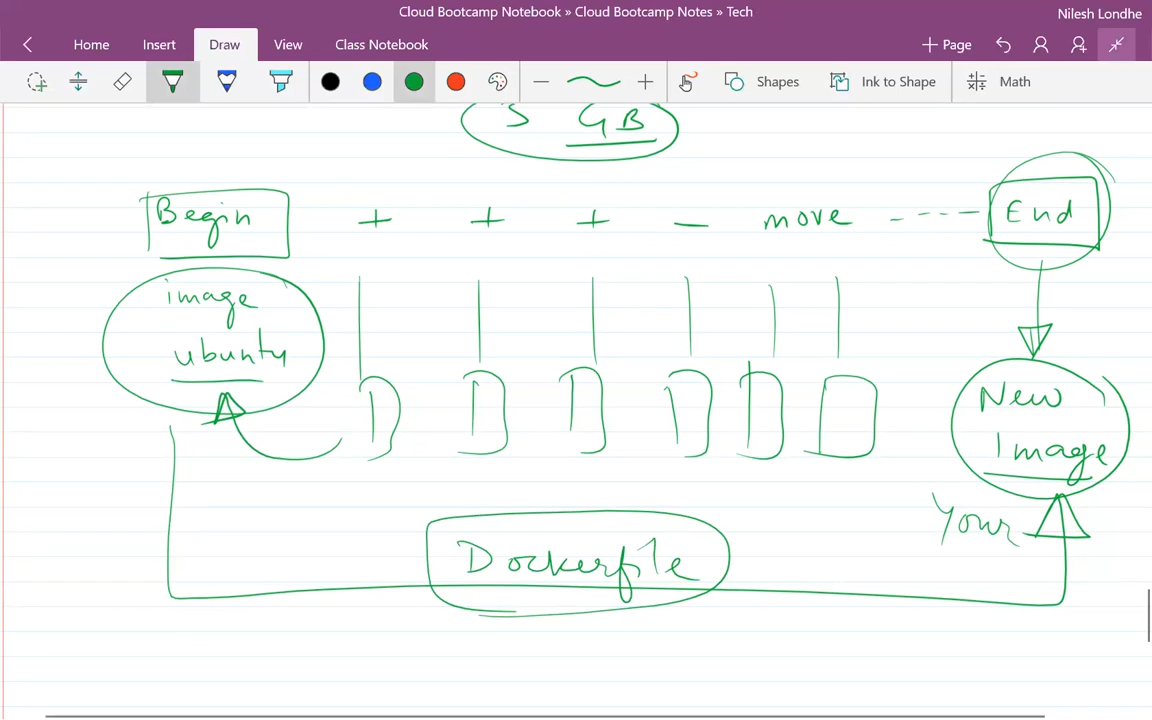 Cloud Bootcamp Notebook » Cloud Bootcamp Notes » Tech
Nilesh Londhe
Home Insert Draw View Class Notebook
+ Page
Shapes Ink to Shape Math
GB
Begin + + + — move - - - - End
image
ubuntu
D D D D D D
New
Image
Your
Dockerfile